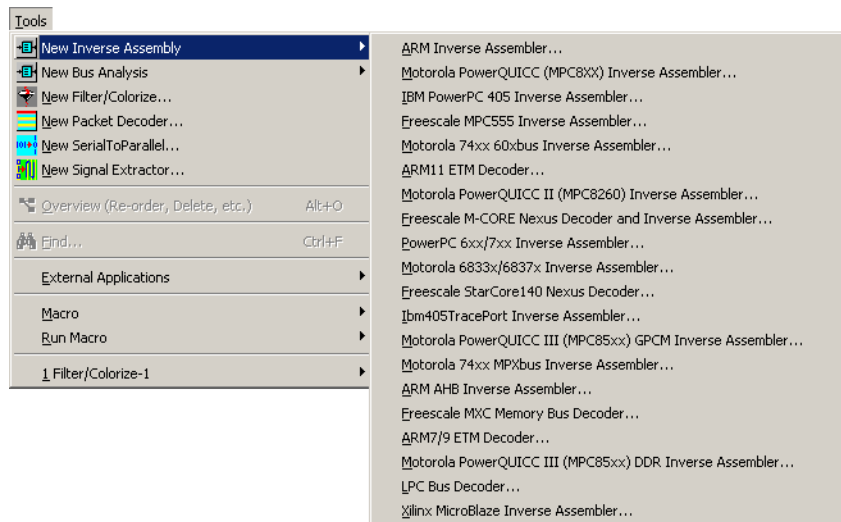 Tools
New Inverse Assembly
New Bus Analysis
New Filter/Colorize...
New Packet Decoder...
New SerialToParallel...
New Signal Extractor...
Overview (Re-order, Delete, etc.) Alt+O
Find... Ctrl+F
External Applications
Macro
Run Macro
1 Filter/Colorize-1
ARM Inverse Assembler...
Motorola PowerQUICC (MPC8XX) Inverse Assembler...
IBM PowerPC 405 Inverse Assembler...
Freescale MPC555 Inverse Assembler...
Motorola 74xx 60xbus Inverse Assembler...
ARM11 ETM Decoder...
Motorola PowerQUICC II (MPC8260) Inverse Assembler...
Freescale M-CORE Nexus Decoder and Inverse Assembler...
PowerPC 6xx/7xx Inverse Assembler...
Motorola 6833x/6837x Inverse Assembler...
Freescale StarCore140 Nexus Decoder...
Ibm405TracePort Inverse Assembler...
Motorola PowerQUICC III (MPC85xx) GPCM Inverse Assembler...
Motorola 74xx MPXbus Inverse Assembler...
ARM AHB Inverse Assembler...
Freescale MXC Memory Bus Decoder...
ARM7/9 ETM Decoder...
Motorola PowerQUICC III (MPC85xx) DDR Inverse Assembler...
LPC Bus Decoder...
Xilinx MicroBlaze Inverse Assembler...